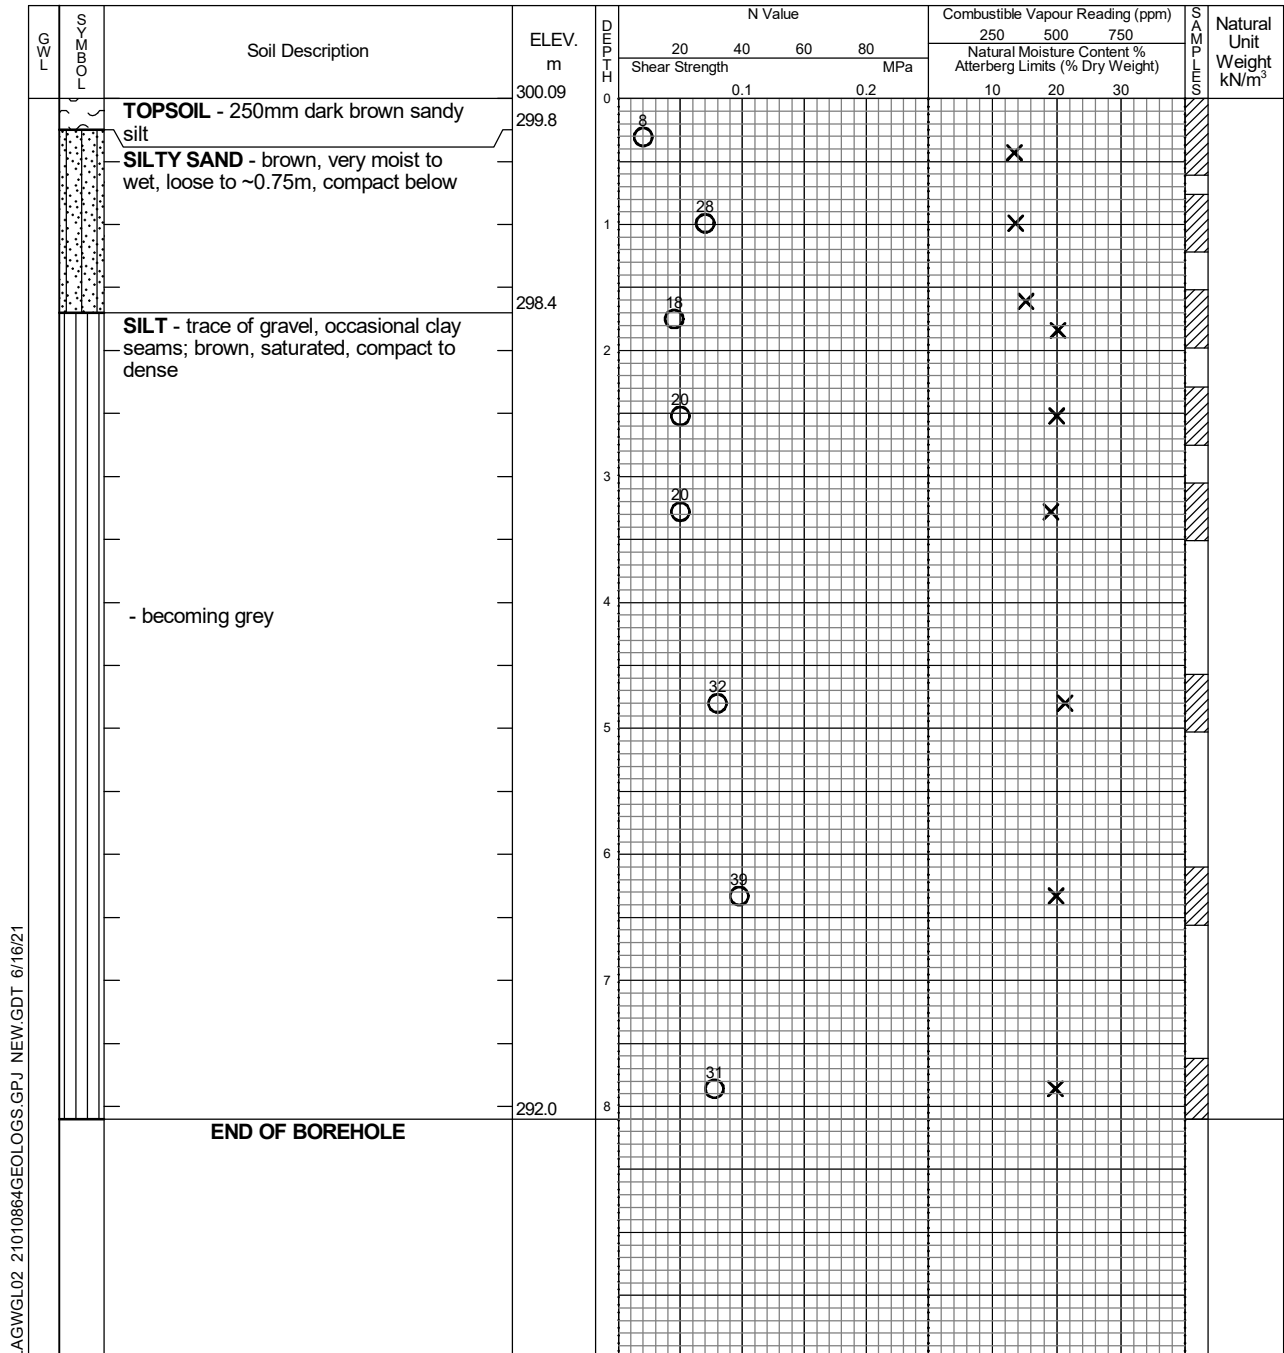 GWL
SYMBOL
Soil Description
ELEV.
m
DEPTH
N Value
20 40 60 80
Shear Strength MPa
0.1 0.2
Combustible Vapour Reading (ppm)
250 500 750
Natural Moisture Content %
Atterberg Limits (% Dry Weight)
10 20 30
SAMPLES
Natural
Unit
Weight
kN/m³
300.09
0
TOPSOIL - 250mm dark brown sandy
silt
299.8
8
SILTY SAND - brown, very moist to
wet, loose to ~0.75m, compact below
28
1
298.4
18
SILT - trace of gravel, occasional clay
seams; brown, saturated, compact to
dense
2
20
3
20
4
- becoming grey
32
5
6
39
7
31
8
292.0
END OF BOREHOLE
AGWGL02 21010864GEOLOGS.GPJ NEW.GDT 6/16/21